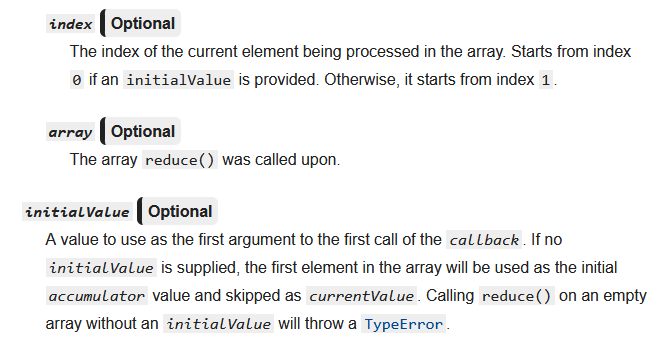 index Optional
The index of the current element being processed in the array. Starts from index
0 if an initialValue is provided. Otherwise, it starts from index 1.
array Optional
The array reduce() was called upon.
initialValue Optional
A value to use as the first argument to the first call of the callback. If no
initialValue is supplied, the first element in the array will be used as the initial
accumulator value and skipped as currentValue. Calling reduce() on an empty
array without an initialValue will throw a TypeError.